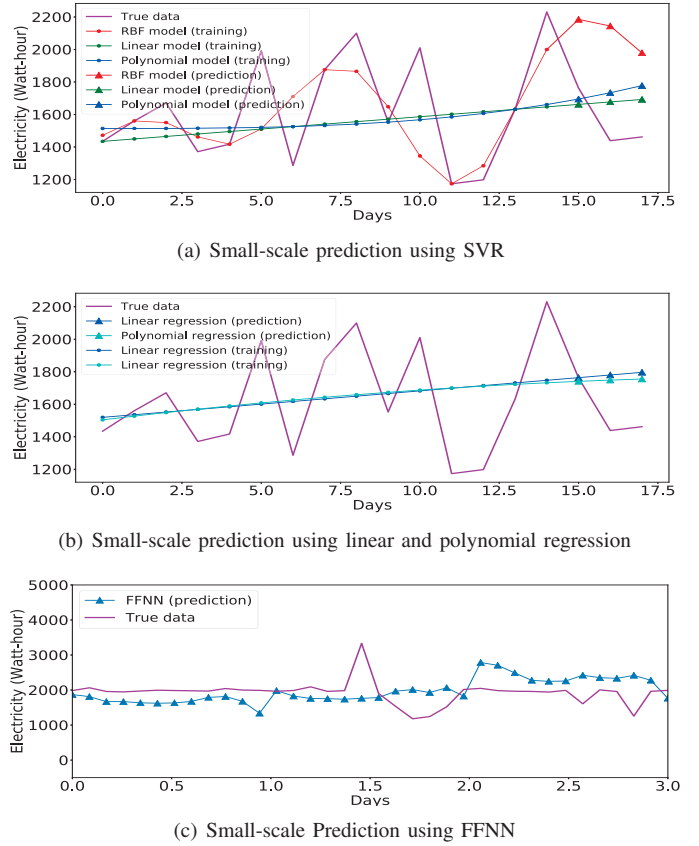 True data
RBF model (training)
Linear model (training)
Polynomial model (training)
RBF model (prediction)
Linear model (prediction)
Polynomial model (prediction)
2200
2000
1800
1600
1400
1200
Electricity (Watt-hour)
0.0 2.5 5.0 7.5 10.0 12.5 15.0 17.5
Days
(a) Small-scale prediction using SVR
True data
Linear regression (prediction)
Polynomial regression (prediction)
Linear regression (training)
Linear regression (training)
2200
2000
1800
1600
1400
1200
Electricity (Watt-hour)
0.0 2.5 5.0 7.5 10.0 12.5 15.0 17.5
Days
(b) Small-scale prediction using linear and polynomial regression
FFNN (prediction)
True data
5000
4000
3000
2000
1000
0
Electricity (Watt-hour)
0.0 0.5 1.0 1.5 2.0 2.5 3.0
Days
(c) Small-scale Prediction using FFNN